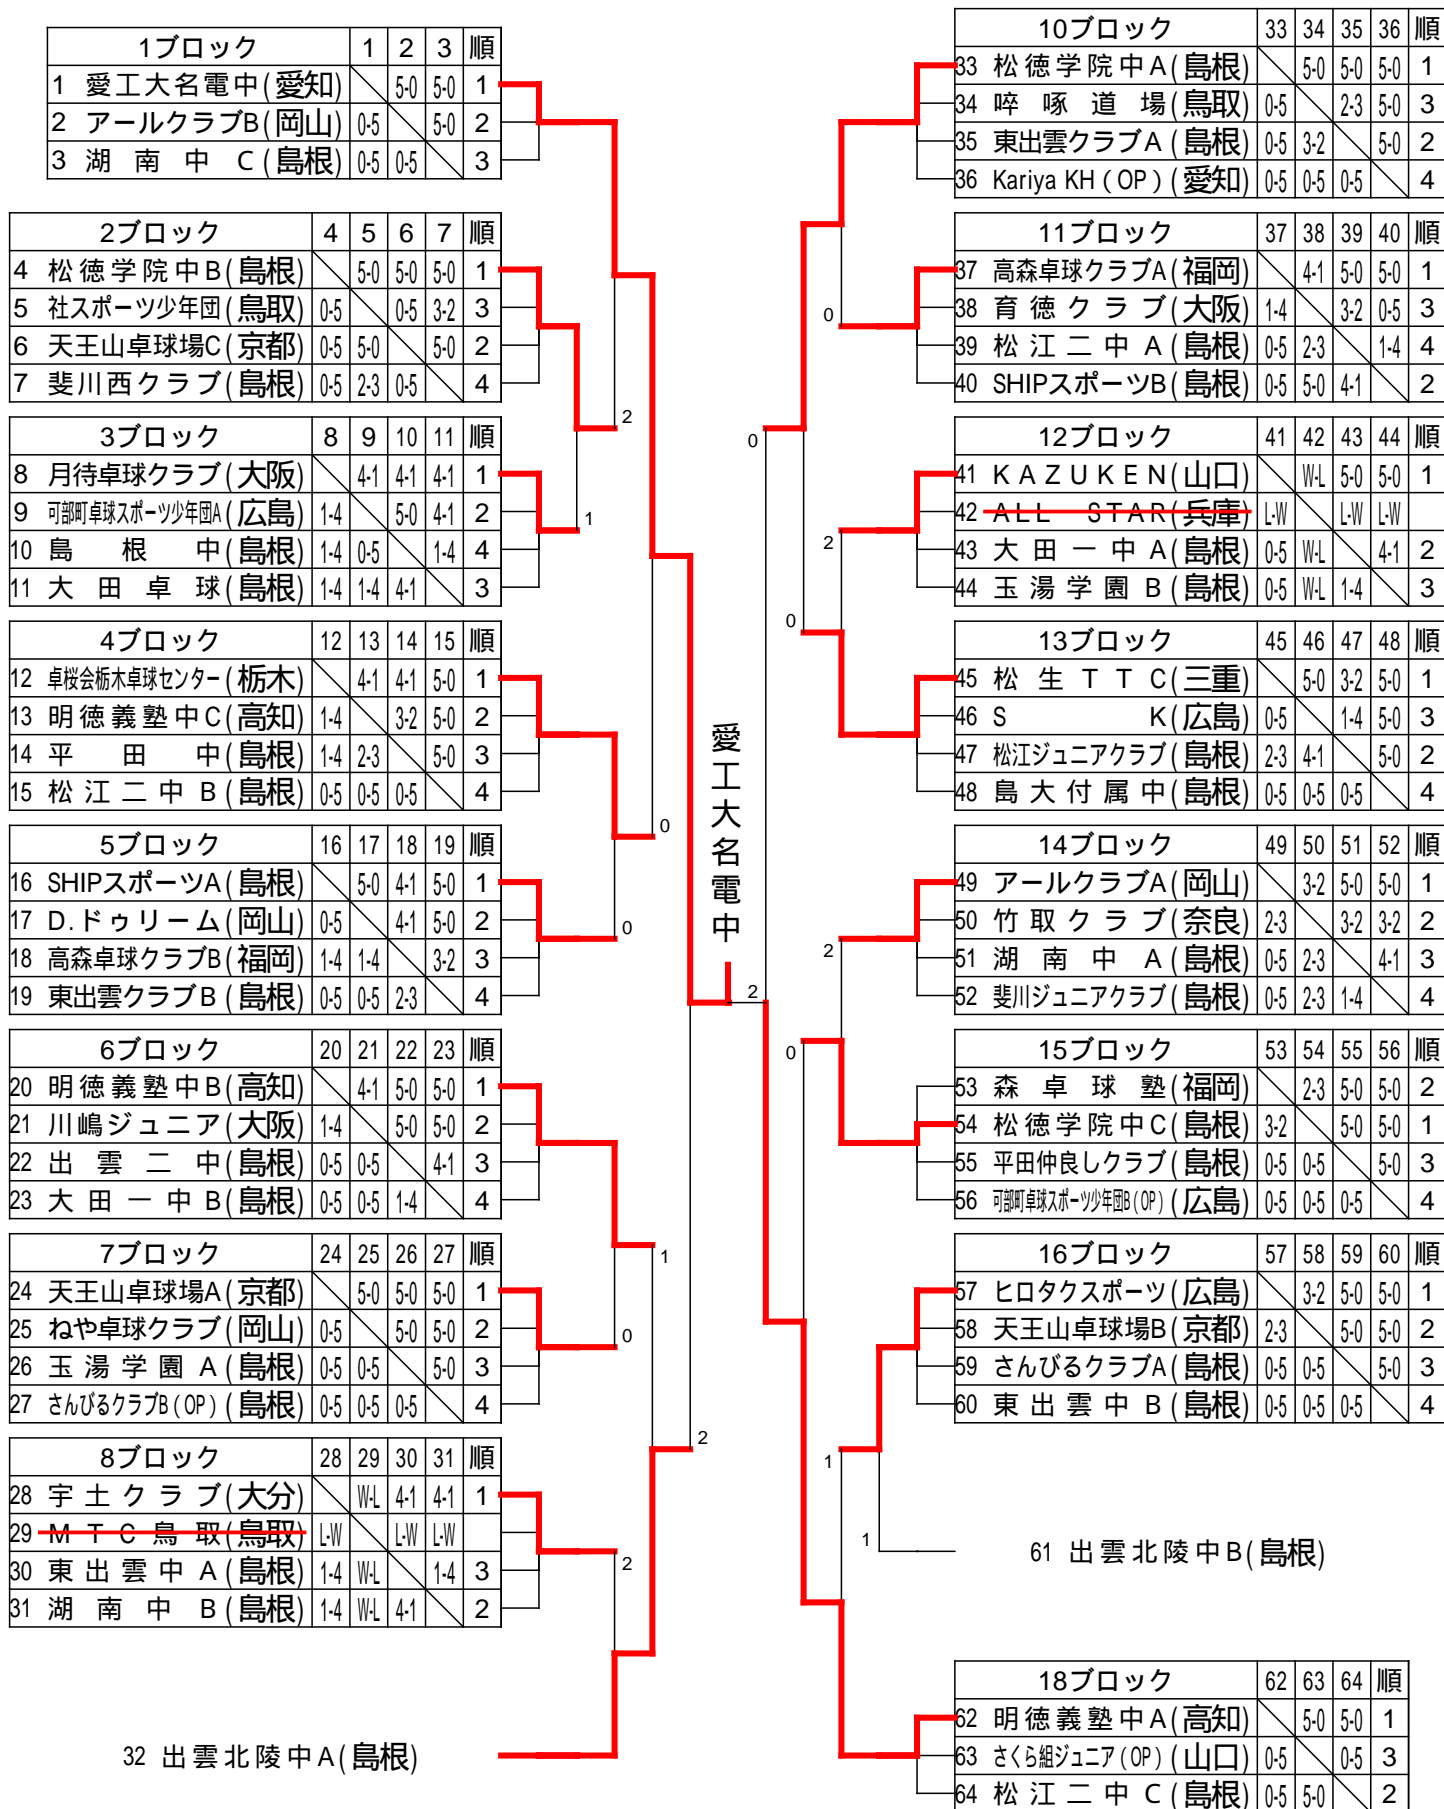 1ブロック 1 2 3 順
1 愛工大名電中(愛知) 5-0 5-0 1
2 アールクラブB(岡山) 0-5 5-0 2
3 湖南中C(島根) 0-5 0-5 3
2ブロック 4 5 6 7 順
4 松徳学院中B(島根) 5-0 5-0 5-0 1
5 社スポーツ少年団(鳥取) 0-5 0-5 3-2 3
6 天王山卓球場C(京都) 0-5 5-0 5-0 2
7 斐川西クラブ(島根) 0-5 2-3 0-5 4
3ブロック 8 9 10 11 順
8 月待卓球クラブ(大阪) 4-1 4-1 4-1 1
9 可部町卓球スポーツ少年団A(広島) 1-4 5-0 4-1 2
10 島根中(島根) 1-4 0-5 1-4 4
11 大田卓球(島根) 1-4 1-4 4-1 3
4ブロック 12 13 14 15 順
12 卓桜会栃木卓球センター(栃木) 4-1 4-1 5-0 1
13 明徳義塾中C(高知) 1-4 3-2 5-0 2
14 平田中(島根) 1-4 2-3 5-0 3
15 松江二中B(島根) 0-5 0-5 0-5 4
5ブロック 16 17 18 19 順
16 SHIPスポーツA(島根) 5-0 4-1 5-0 1
17 D.ドゥリーム(岡山) 0-5 4-1 5-0 2
18 高森卓球クラブB(福岡) 1-4 1-4 3-2 3
19 東出雲クラブB(島根) 0-5 0-5 2-3 4
6ブロック 20 21 22 23 順
20 明徳義塾中B(高知) 4-1 5-0 5-0 1
21 川嶋ジュニア(大阪) 1-4 5-0 5-0 2
22 出雲二中(島根) 0-5 0-5 4-1 3
23 大田一中B(島根) 0-5 0-5 1-4 4
7ブロック 24 25 26 27 順
24 天王山卓球場A(京都) 5-0 5-0 5-0 1
25 ねや卓球クラブ(岡山) 0-5 5-0 5-0 2
26 玉湯学園A(島根) 0-5 0-5 5-0 3
27 さんびるクラブB(OP)(島根) 0-5 0-5 0-5 4
8ブロック 28 29 30 31 順
28 宇土クラブ(大分) W-L 4-1 4-1 1
29 MTC鳥取(鳥取) L-W L-W L-W
30 東出雲中A(島根) 1-4 W-L 1-4 3
31 湖南中B(島根) 1-4 W-L 4-1 2
32 出雲北陵中A(島根)
2
1
0
0
1
0
2
2
愛工大名電中
2
0
0
2
0
2
0
1
1
10ブロック 33 34 35 36 順
33 松徳学院中A(島根) 5-0 5-0 5-0 1
34 啐啄道場(鳥取) 0-5 2-3 5-0 3
35 東出雲クラブA(島根) 0-5 3-2 5-0 2
36 Kariya KH(OP)(愛知) 0-5 0-5 0-5 4
11ブロック 37 38 39 40 順
37 高森卓球クラブA(福岡) 4-1 5-0 5-0 1
38 育徳クラブ(大阪) 1-4 3-2 0-5 3
39 松江二中A(島根) 0-5 2-3 1-4 4
40 SHIPスポーツB(島根) 0-5 5-0 4-1 2
12ブロック 41 42 43 44 順
41 KAZUKEN(山口) W-L 5-0 5-0 1
42 ALL STAR(兵庫) L-W L-W L-W
43 大田一中A(島根) 0-5 W-L 4-1 2
44 玉湯学園B(島根) 0-5 W-L 1-4 3
13ブロック 45 46 47 48 順
45 松生TTC(三重) 5-0 3-2 5-0 1
46 SK(広島) 0-5 1-4 5-0 3
47 松江ジュニアクラブ(島根) 2-3 4-1 5-0 2
48 島大付属中(島根) 0-5 0-5 0-5 4
14ブロック 49 50 51 52 順
49 アールクラブA(岡山) 3-2 5-0 5-0 1
50 竹取クラブ(奈良) 2-3 3-2 3-2 2
51 湖南中A(島根) 0-5 2-3 4-1 3
52 斐川ジュニアクラブ(島根) 0-5 2-3 1-4 4
15ブロック 53 54 55 56 順
53 森卓球塾(福岡) 2-3 5-0 5-0 2
54 松徳学院中C(島根) 3-2 5-0 5-0 1
55 平田仲良しクラブ(島根) 0-5 0-5 5-0 3
56 可部町卓球スポーツ少年団B(OP)(広島) 0-5 0-5 0-5 4
16ブロック 57 58 59 60 順
57 ヒロタクスポーツ(広島) 3-2 5-0 5-0 1
58 天王山卓球場B(京都) 2-3 5-0 5-0 2
59 さんびるクラブA(島根) 0-5 0-5 5-0 3
60 東出雲中B(島根) 0-5 0-5 0-5 4
61 出雲北陵中B(島根)
18ブロック 62 63 64 順
62 明徳義塾中A(高知) 5-0 5-0 1
63 さくら組ジュニア(OP)(山口) 0-5 0-5 3
64 松江二中C(島根) 0-5 5-0 2